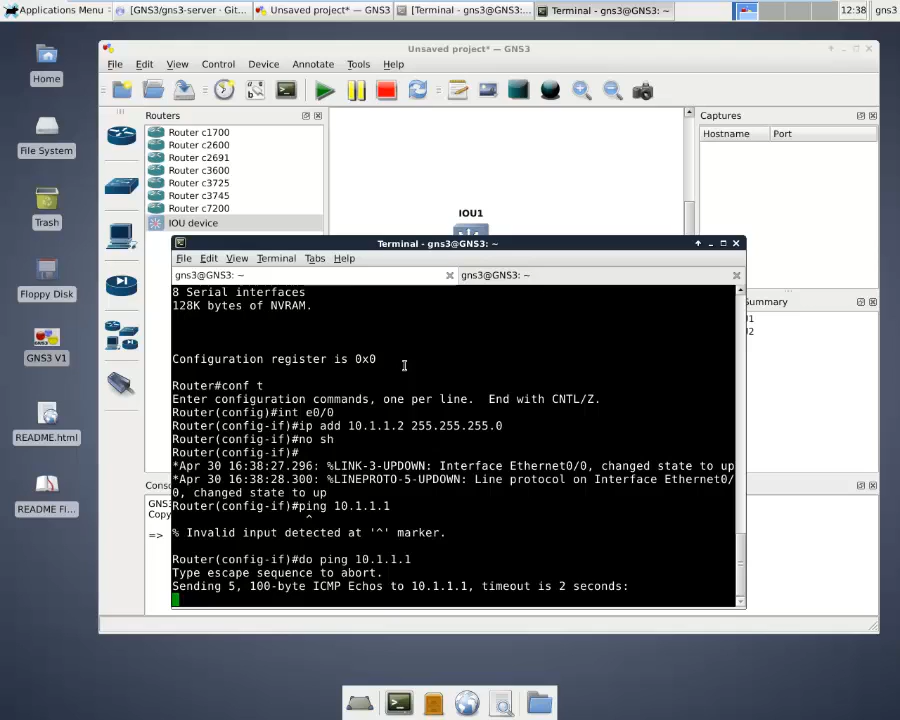 Applications Menu
[GNS3/gns3-server - Git...
Unsaved project* — GNS3
[Terminal - gns3@GNS3:...
Terminal - gns3@GNS3: ~
12:38
gns3
Home
File System
Trash
Floppy Disk
GNS3 V1
README.html
README FI...
Unsaved project* — GNS3
File Edit View Control Device Annotate Tools Help
Routers
Router c1700
Router c2600
Router c2691
Router c3600
Router c3725
Router c3745
Router c7200
IOU device
IOU1
Captures
Hostname Port
Terminal - gns3@GNS3: ~
File Edit View Terminal Tabs Help
gns3@GNS3: ~
gns3@GNS3: ~
8 Serial interfaces
128K bytes of NVRAM.
Configuration register is 0x0
Router#conf t
Enter configuration commands, one per line.  End with CNTL/Z.
Router(config)#int e0/0
Router(config-if)#ip add 10.1.1.2 255.255.255.0
Router(config-if)#no sh
Router(config-if)#
*Apr 30 16:38:27.296: %LINK-3-UPDOWN: Interface Ethernet0/0, changed state to up
*Apr 30 16:38:28.300: %LINEPROTO-5-UPDOWN: Line protocol on Interface Ethernet0/
0, changed state to up
Router(config-if)#ping 10.1.1.1
^
% Invalid input detected at '^' marker.
Router(config-if)#do ping 10.1.1.1
Type escape sequence to abort.
Sending 5, 100-byte ICMP Echos to 10.1.1.1, timeout is 2 seconds:
ummary
1
2
Conso
GNS
Copy
=>